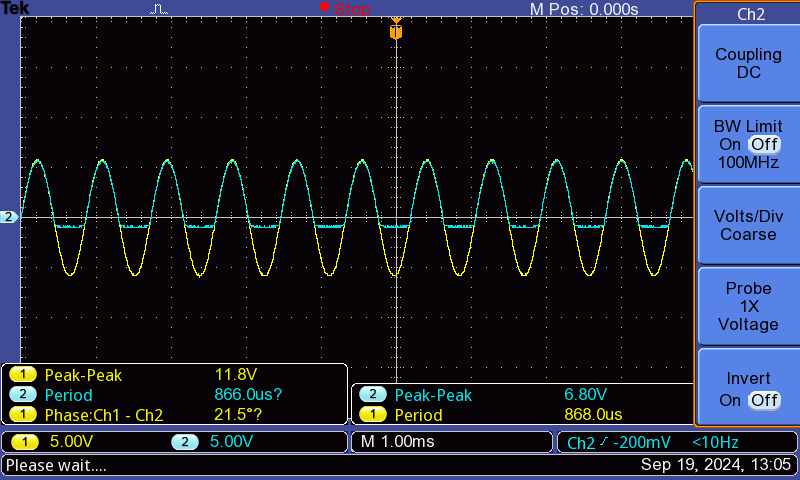 Tek
Stop
M Pos: 0.000s
Ch2
T
Coupling
DC
BW Limit
On Off
100MHz
2
Volts/Div
Coarse
Probe
1X
Voltage
Invert
On Off
1 Peak-Peak 11.8V
2 Period 866.0us?
1 Phase:Ch1 - Ch2 21.5°?
2 Peak-Peak 6.80V
1 Period 868.0us
1 5.00V 2 5.00V
M 1.00ms
Ch2 -200mV <10Hz
Please wait....
Sep 19, 2024, 13:05